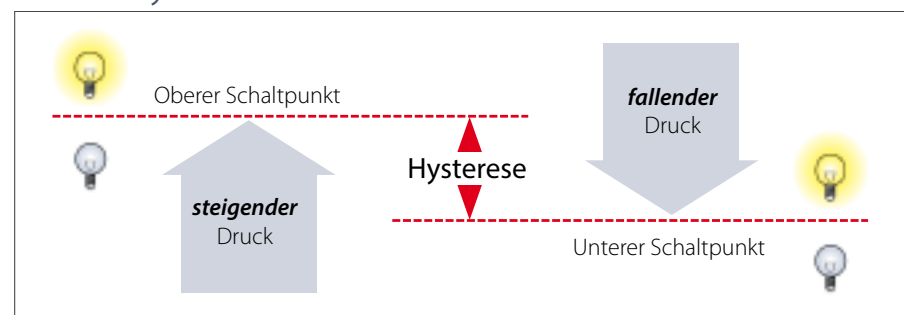 Oberer Schaltpunkt
steigender
Druck
Hysterese
fallender
Druck
Unterer Schaltpunkt